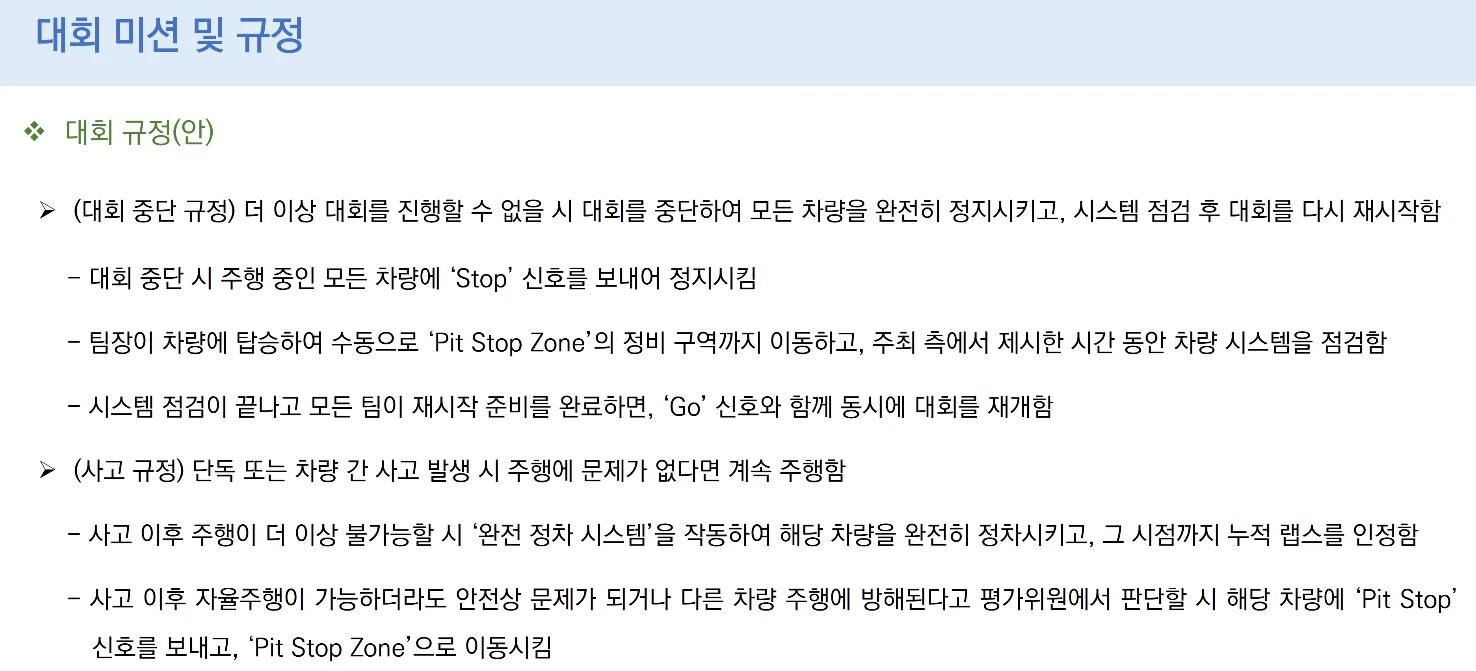 대회 미션 및 규정
❖ 대회 규정(안)
➢ (대회 중단 규정) 더 이상 대회를 진행할 수 없을 시 대회를 중단하여 모든 차량을 완전히 정지시키고, 시스템 점검 후 대회를 다시 재시작함
– 대회 중단 시 주행 중인 모든 차량에 ‘Stop’ 신호를 보내어 정지시킴
– 팀장이 차량에 탑승하여 수동으로 ‘Pit Stop Zone’의 정비 구역까지 이동하고, 주최 측에서 제시한 시간 동안 차량 시스템을 점검함
– 시스템 점검이 끝나고 모든 팀이 재시작 준비를 완료하면, ‘Go’ 신호와 함께 동시에 대회를 재개함
➢ (사고 규정) 단독 또는 차량 간 사고 발생 시 주행에 문제가 없다면 계속 주행함
– 사고 이후 주행이 더 이상 불가능할 시 ‘완전 정차 시스템’을 작동하여 해당 차량을 완전히 정차시키고, 그 시점까지 누적 랩스를 인정함
– 사고 이후 자율주행이 가능하더라도 안전상 문제가 되거나 다른 차량 주행에 방해된다고 평가위원에서 판단할 시 해당 차량에 ‘Pit Stop’
신호를 보내고, ‘Pit Stop Zone’으로 이동시킴